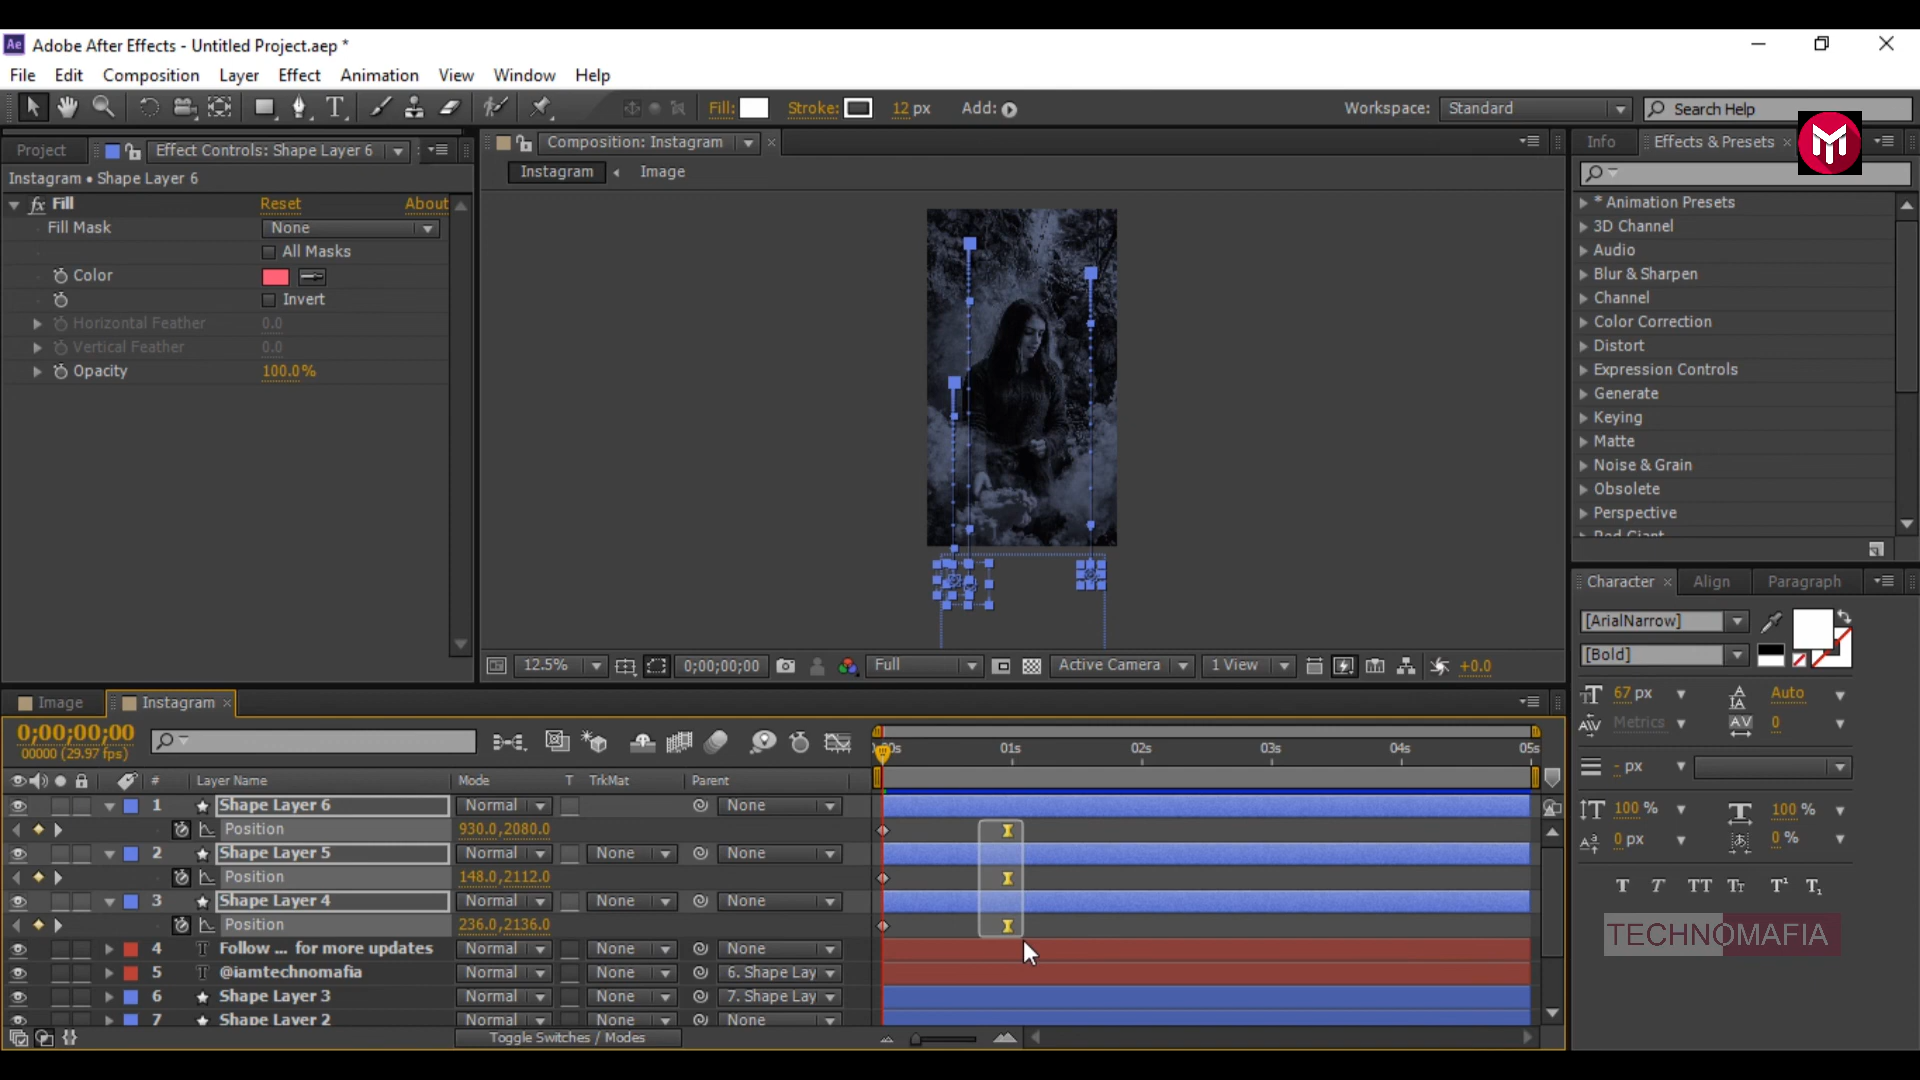 Adobe After Effects - Untitled Project.aep *
File Edit Composition Layer Effect Animation View Window Help
Fill: Stroke: 12 px Add: Workspace: Standard Search Help
Project Effect Controls: Shape Layer 6
Instagram • Shape Layer 6
fx Fill Reset About
Fill Mask None
All Masks
Color
Invert
Horizontal Feather 0.0
Vertical Feather 0.0
Opacity 100.0%
Composition: Instagram
Instagram Image
12.5% 0;00;00;00 Full Active Camera 1 View +0.0
Info Effects & Presets
* Animation Presets
3D Channel
Audio
Blur & Sharpen
Channel
Color Correction
Distort
Expression Controls
Generate
Keying
Matte
Noise & Grain
Obsolete
Perspective
Red Giant
Character Align Paragraph
[ArialNarrow]
[Bold]
67 px Auto
Metrics 0
- px
100 % 100 %
0 px 0 %
T T TT Tt T¹ T₁
TECHNOMAFIA
Image Instagram
0;00;00;00
00000 (29.97 fps)
:00s 01s 02s 03s 04s 05s
# Layer Name Mode T TrkMat Parent
1 Shape Layer 6 Normal None
Position 930.0,2080.0
2 Shape Layer 5 Normal None None
Position 148.0,2112.0
3 Shape Layer 4 Normal None None
Position 236.0,2136.0
4 T Follow ... for more updates Normal None None
5 T @iamtechnomafia Normal None 6. Shape Lay
6 Shape Layer 3 Normal None 7. Shape Lay
7 Shape Layer 2 Normal None None
Toggle Switches / Modes